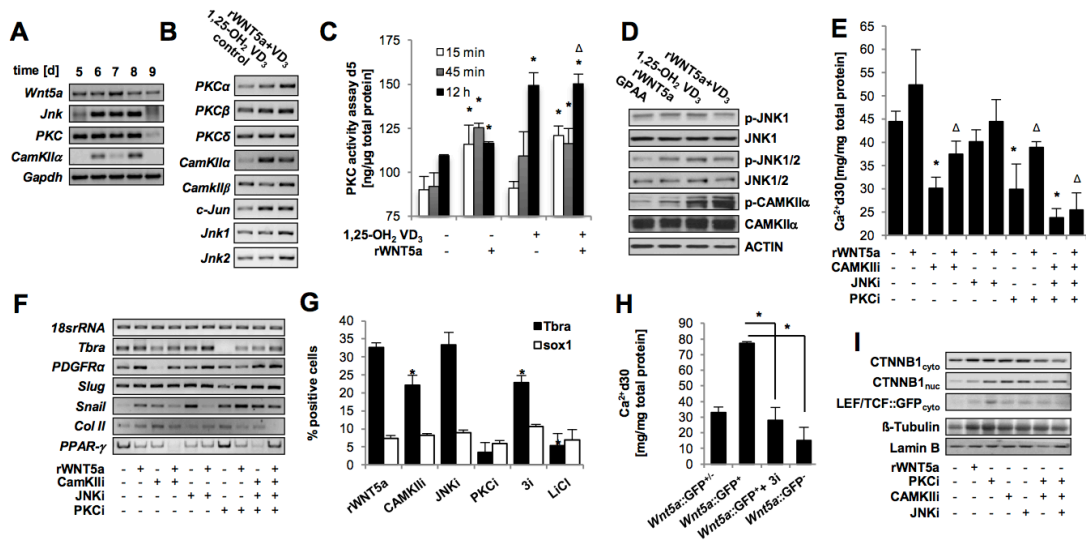 A
time [d] 5 6 7 8 9
Wnt5a
Jnk
PKC
CamKIIα
Gapdh
B
rWNT5a+VD3
1,25-OH2 VD3
control
PKCα
PKCβ
PKCδ
CamKIIα
CamkIIβ
c-Jun
Jnk1
Jnk2
C
PKC activity assay d5
[ng/µg total protein]
175
150
125
100
75
15 min
45 min
12 h
* * * * * * Δ *
1,25-OH2 VD3 - - + +
rWNT5a - + - +
D
rWNT5a+VD3
1,25-OH2 VD3
rWNT5a
GPAA
p-JNK1
JNK1
p-JNK1/2
JNK1/2
p-CAMKIIα
CAMKIIα
ACTIN
E
Ca2+d30 [mg/mg total protein]
65
60
55
50
45
40
35
30
25
20
* Δ * Δ * Δ
rWNT5a - + - + - + - + - +
CAMKIIi - - + + - - - - + +
JNKi - - - - + + - - + +
PKCi - - - - - - + + + +
F
18srRNA
Tbra
PDGFRα
Slug
Snail
Col II
PPAR-γ
rWNT5a - + - + - + - + - +
CamKIIi - - + + - - - - + +
JNKi - - - - + + - - + +
PKCi - - - - - - + + + +
G
% positive cells
40
35
30
25
20
15
10
5
0
Tbra
sox1
* * *
rWNT5a
CAMKIIi
JNKi
PKCi
3i
LiCl
H
Ca2+d30
[mg/mg total protein]
90
80
70
60
50
40
30
20
10
0
*
*
Wnt5a::GFP+/-
Wnt5a::GFP+
Wnt5a::GFP++ 3i
Wnt5a::GFP-
I
CTNNB1cyto
CTNNB1nuc
LEF/TCF::GFPcyto
ß-Tubulin
Lamin B
rWNT5a - + - - - - +
PKCi - - + - - + +
CAMKIIi - - - + - + +
JNKi - - - - + + +